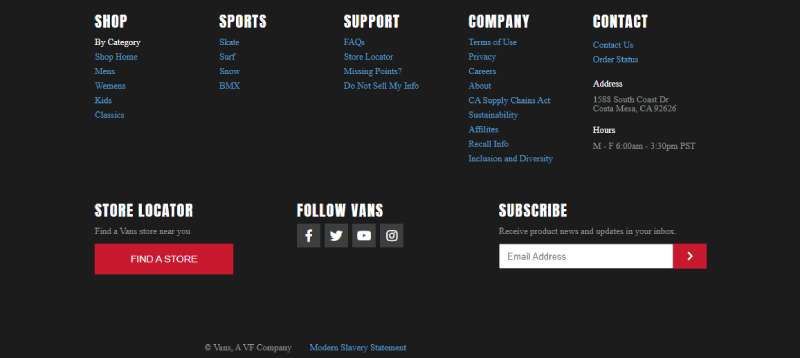 SHOP
By Category
Shop Home
Mens
Womens
Kids
Classics
SPORTS
Skate
Surf
Snow
BMX
SUPPORT
FAQs
Store Locator
Missing Points?
Do Not Sell My Info
COMPANY
Terms of Use
Privacy
Careers
About
CA Supply Chains Act
Sustainability
Affiliites
Recall Info
Inclusion and Diversity
CONTACT
Contact Us
Order Status
Address
1588 South Coast Dr
Costa Mesa, CA 92626
Hours
M - F 6:00am - 3:30pm PST
STORE LOCATOR
Find a Vans store near you
FIND A STORE
FOLLOW VANS
SUBSCRIBE
Receive product news and updates in your inbox.
Email Address
© Vans, A VF Company
Modern Slavery Statement